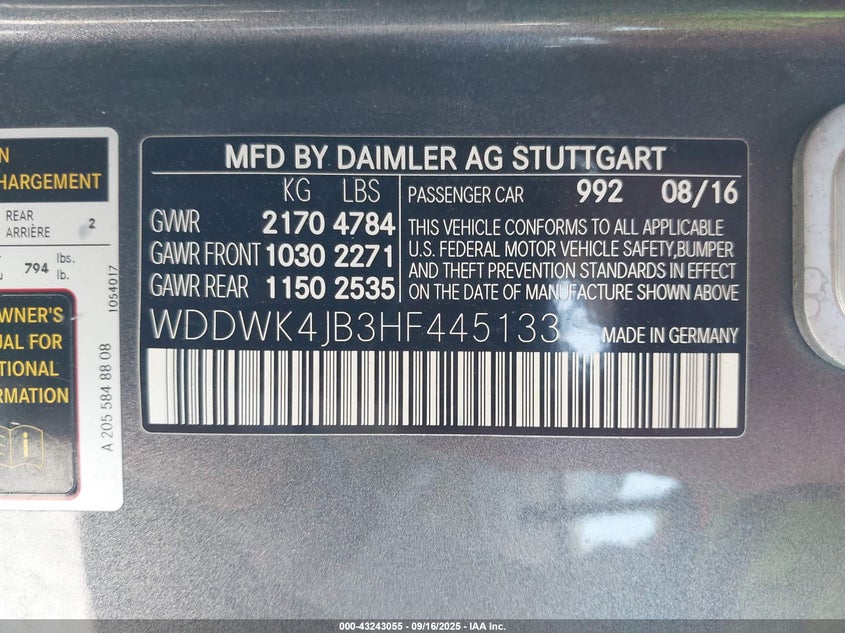 N
HARGEMENT
REAR
ARRIÈRE
2
794
lbs.
lb.
1054017
WNER'S
UAL FOR
TIONAL
RMATION
A 205 584 88 08
MFD BY DAIMLER AG STUTTGART
KG LBS
GVWR 2170 4784
GAWR FRONT 1030 2271
GAWR REAR 1150 2535
PASSENGER CAR 992 08/16
THIS VEHICLE CONFORMS TO ALL APPLICABLE
U.S. FEDERAL MOTOR VEHICLE SAFETY,BUMPER
AND THEFT PREVENTION STANDARDS IN EFFECT
ON THE DATE OF MANUFACTURE SHOWN ABOVE
WDDWK4JB3HF445133
MADE IN GERMANY
000-43243055 - 09/16/2025 - IAA Inc.